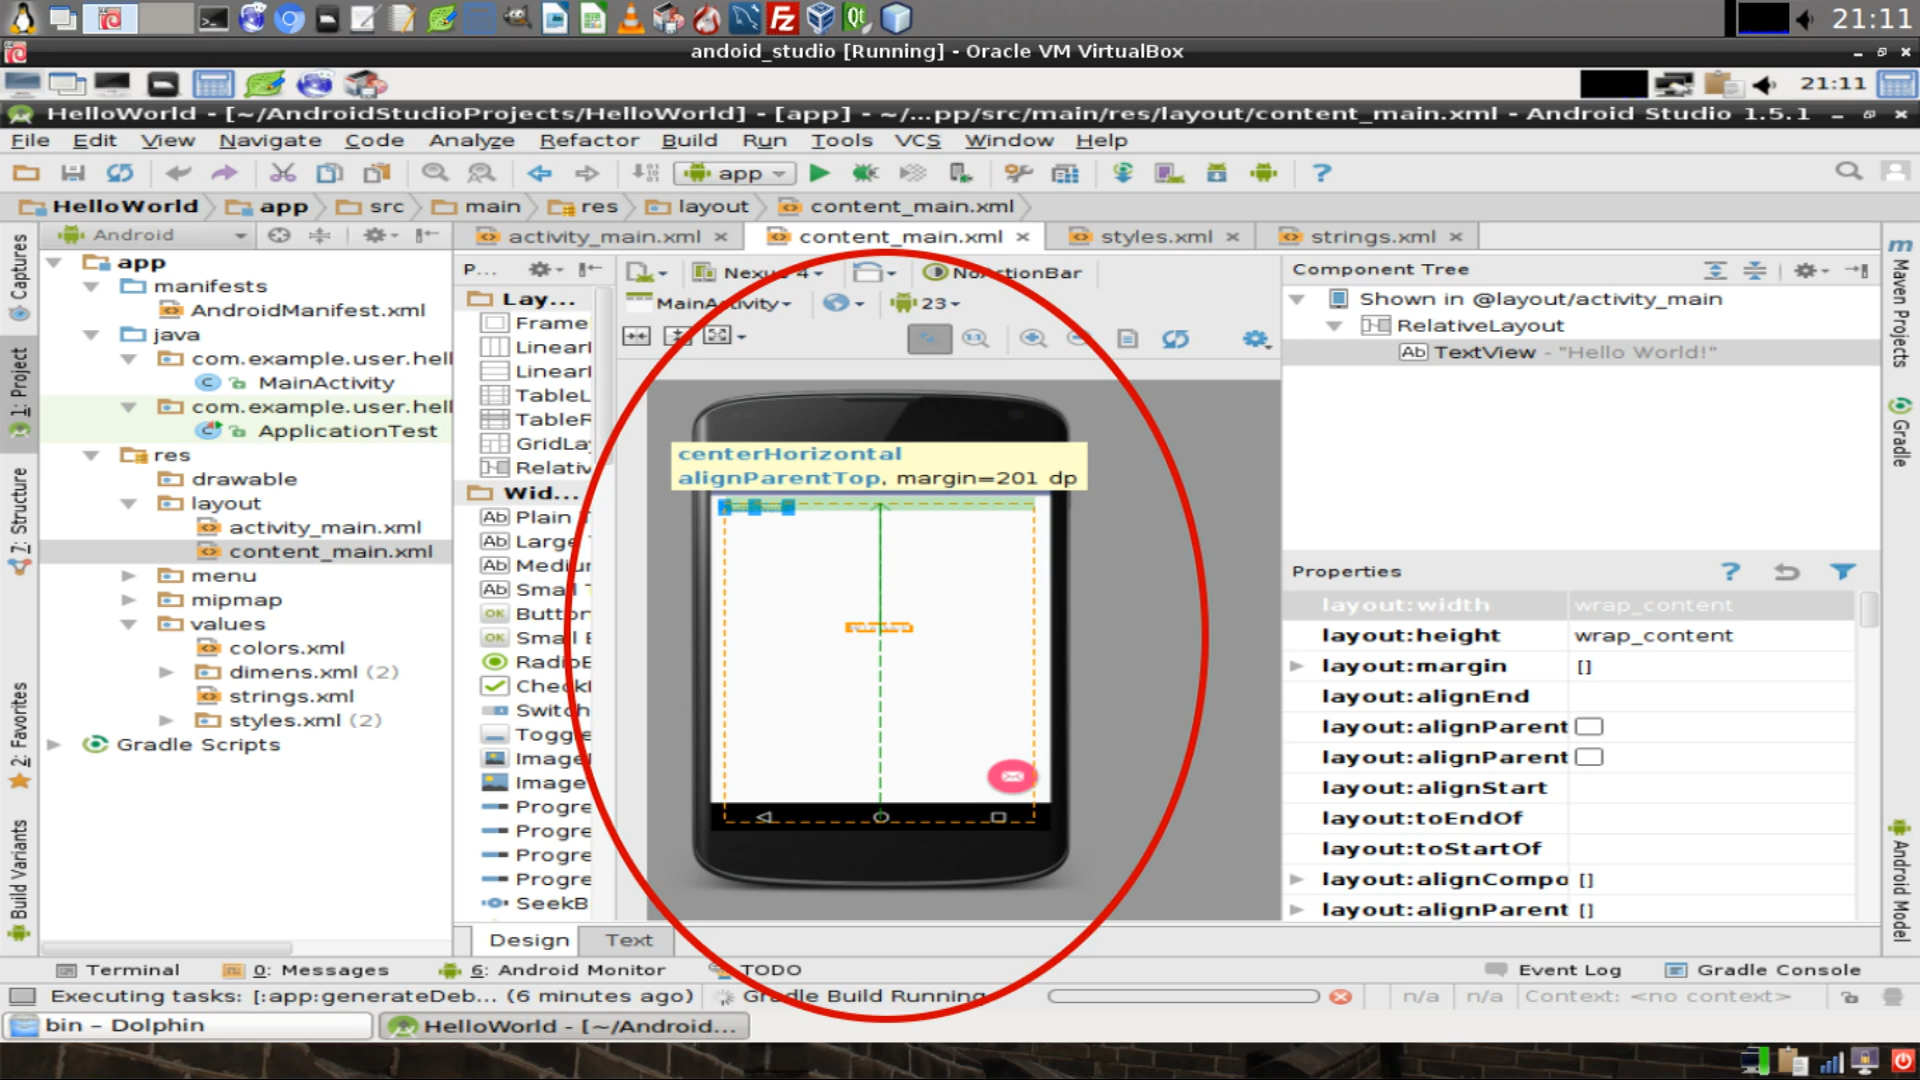 21:11
andoid_studio [Running] - Oracle VM VirtualBox
21:11
HelloWorld - [~/AndroidStudioProjects/HelloWorld] - [app] - ~/...pp/src/main/res/layout/content_main.xml - Android Studio 1.5.1
File Edit View Navigate Code Analyze Refactor Build Run Tools VCS Window Help
app
HelloWorld app src main res layout content_main.xml
Android
activity_main.xml content_main.xml styles.xml strings.xml
Captures
1: Project
7: Structure
2: Favorites
Build Variants
app
manifests
AndroidManifest.xml
java
com.example.user.hell
MainActivity
com.example.user.hell
ApplicationTest
res
drawable
layout
activity_main.xml
content_main.xml
menu
mipmap
values
colors.xml
dimens.xml (2)
strings.xml
styles.xml (2)
Gradle Scripts
P...
Lay...
Frame
Linearl
Linearl
TableL
TableR
GridLa
Relativ
Wid...
Plain
Large
Mediu
Small
Button
Small B
RadioB
Check
Switch
Toggle
Image
Image
Progre
Progre
Progre
Progre
SeekB
Nexus 4 NoActionBar
MainActivity 23
centerHorizontal
alignParentTop, margin=201 dp
Design Text
Component Tree
Shown in @layout/activity_main
RelativeLayout
Ab TextView - "Hello World!"
Properties
layout:width wrap_content
layout:height wrap_content
layout:margin []
layout:alignEnd
layout:alignParent
layout:alignParent
layout:alignStart
layout:toEndOf
layout:toStartOf
layout:alignCompo []
layout:alignParent []
Maven Projects
Gradle
Android Model
Terminal 0: Messages 6: Android Monitor TODO Event Log Gradle Console
Executing tasks: [:app:generateDeb... (6 minutes ago) Gradle Build Running n/a n/a Context: <no context>
bin – Dolphin HelloWorld - [~/Android...